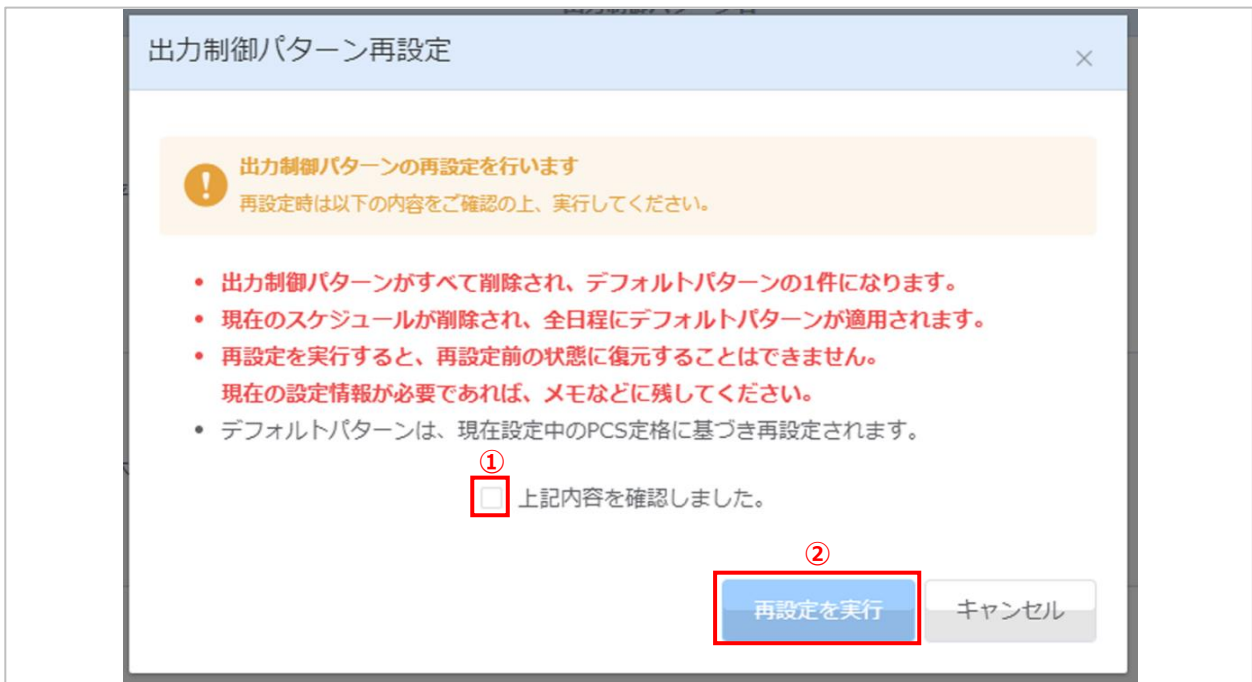 出力制御パターン再設定
出力制御パターンの再設定を行います
再設定時は以下の内容をご確認の上、実行してください。
• 出力制御パターンがすべて削除され、デフォルトパターンの1件になります。
• 現在のスケジュールが削除され、全日程にデフォルトパターンが適用されます。
• 再設定を実行すると、再設定前の状態に復元することはできません。
現在の設定情報が必要であれば、メモなどに残してください。
• デフォルトパターンは、現在設定中のPCS定格に基づき再設定されます。
①
上記内容を確認しました。
②
再設定を実行
キャンセル